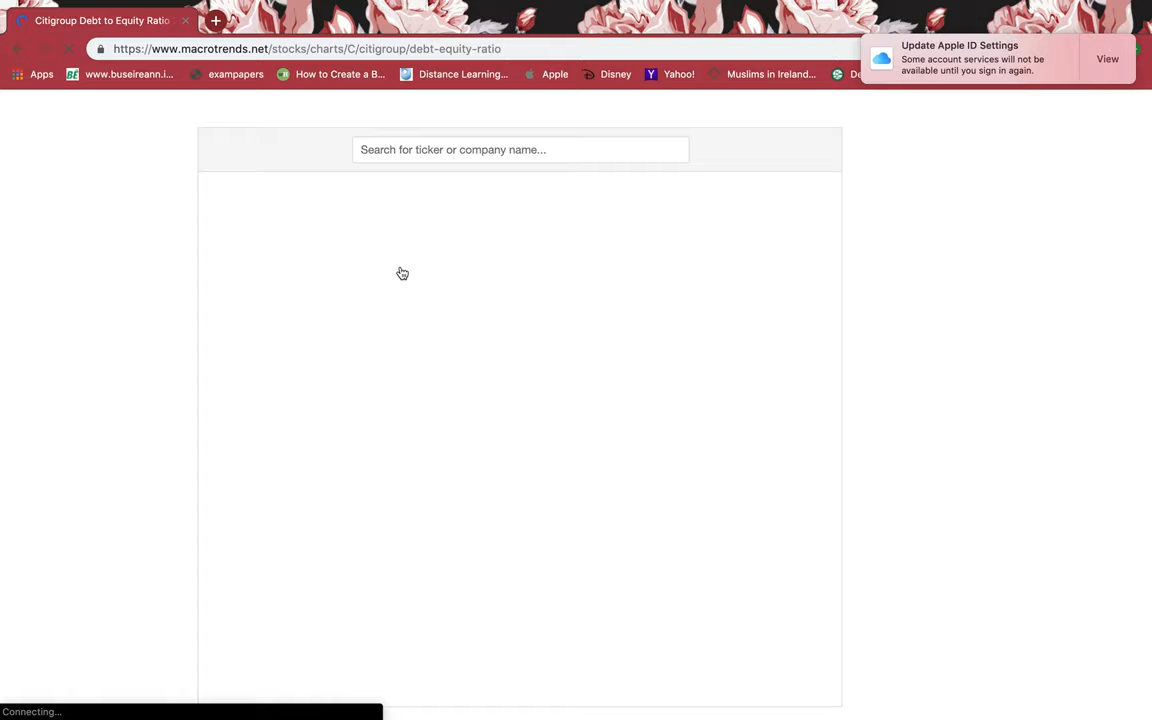 Citigroup Debt to Equity Ratio
https://www.macrotrends.net/stocks/charts/C/citigroup/debt-equity-ratio
Update Apple ID Settings
Some account services will not be
available until you sign in again.
View
Apps
BÉ www.buseireann.i...
exampapers
How to Create a B...
Distance Learning...
Apple
Disney
Y Yahoo!
Muslims in Ireland...
De
Search for ticker or company name...
Connecting...